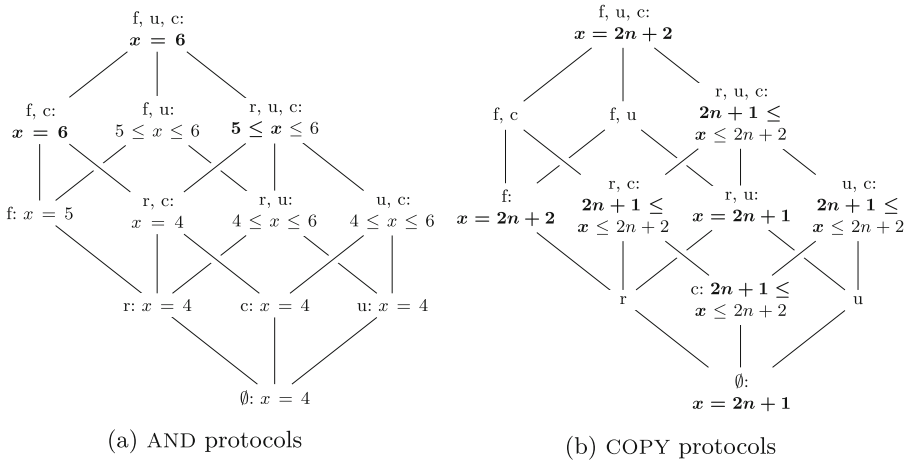 f, u, c:
x = 6
f, c:
x = 6
f, u:
5 ≤ x ≤ 6
r, u, c:
5 ≤ x ≤ 6
f: x = 5
r, c:
x = 4
r, u:
4 ≤ x ≤ 6
u, c:
4 ≤ x ≤ 6
r: x = 4
c: x = 4
u: x = 4
∅: x = 4
(a) AND protocols
f, u, c:
x = 2n + 2
f, c
f, u
r, u, c:
2n + 1 ≤
x ≤ 2n + 2
f:
x = 2n + 2
r, c:
2n + 1 ≤
x ≤ 2n + 2
r, u:
x = 2n + 1
u, c:
2n + 1 ≤
x ≤ 2n + 2
r
c: 2n + 1 ≤
x ≤ 2n + 2
u
∅:
x = 2n + 1
(b) COPY protocols